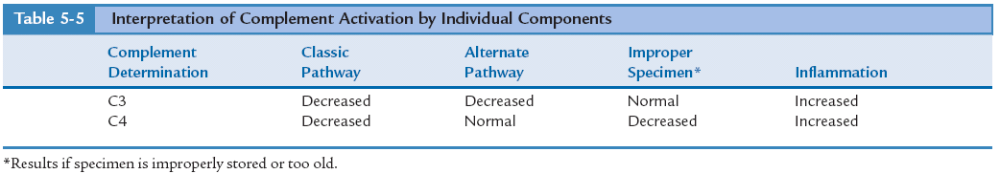 Table 5-5 Interpretation of Complement Activation by Individual Components
Complement Classic Alternate Improper
Determination Pathway Pathway Specimen* Inflammation
C3 Decreased Decreased Normal Increased
C4 Decreased Normal Decreased Increased
*Results if specimen is improperly stored or too old.